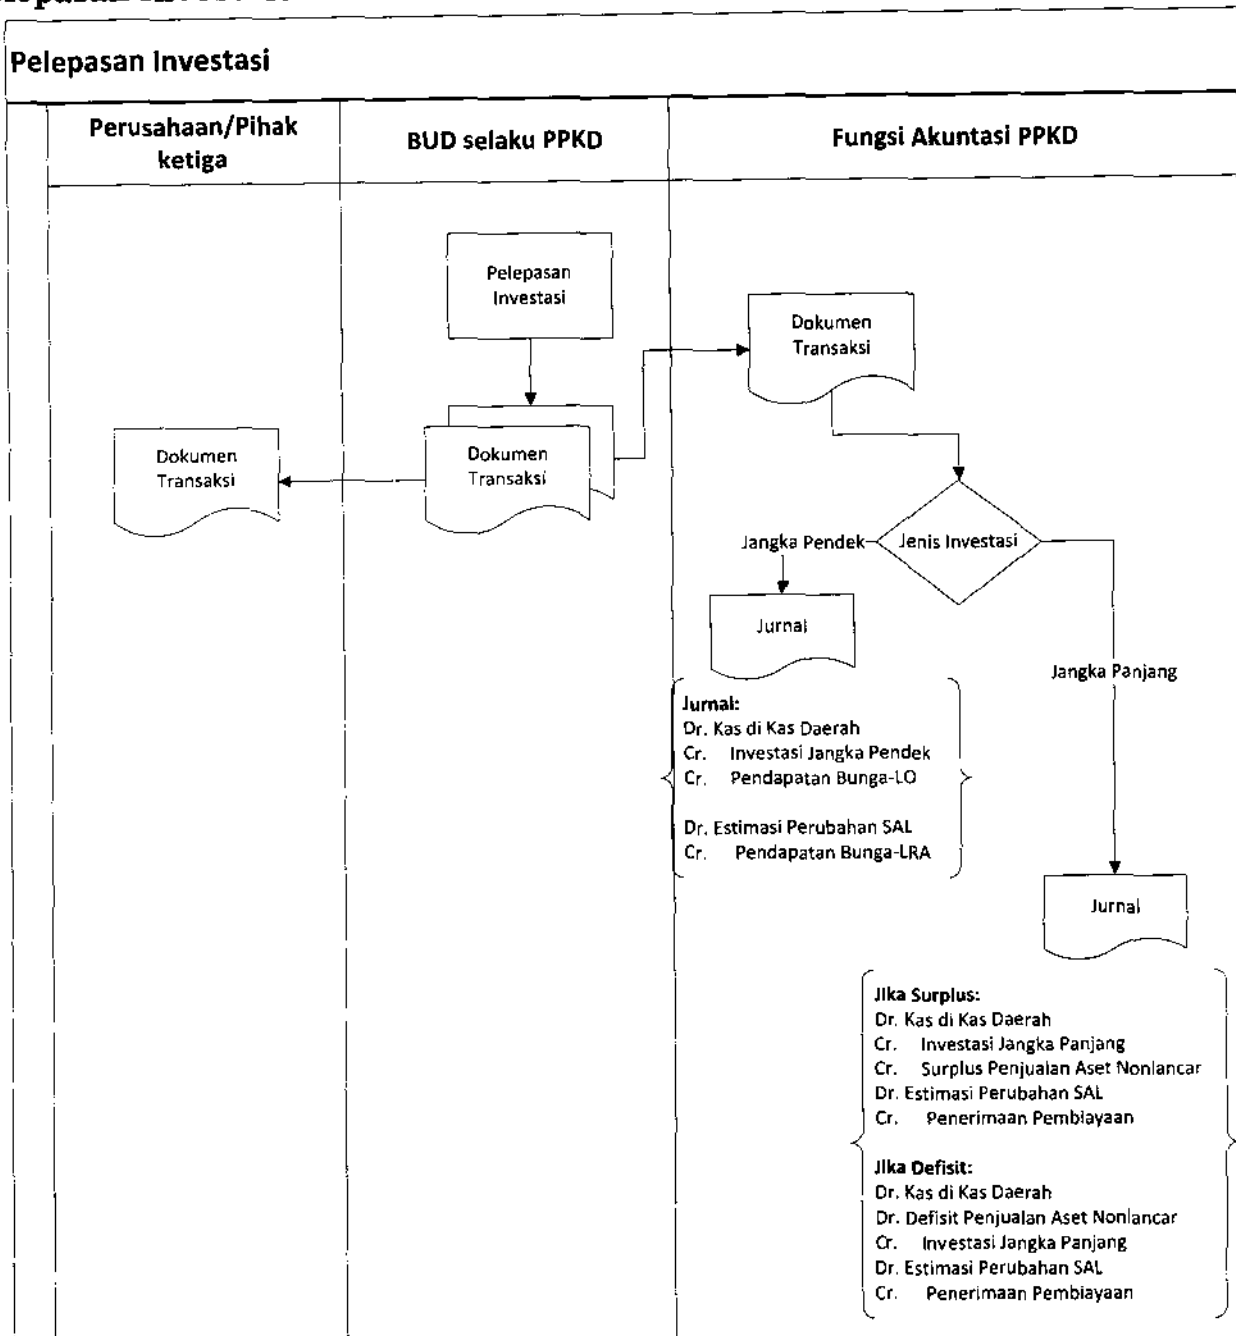 Pelepasan Investasi
Perusahaan/Pihak
ketiga
BUD selaku PPKD
Fungsi Akuntasi PPKD
Pelepasan
Investasi
Dokumen
Transaksi
Dokumen
Transaksi
Dokumen
Transaksi
Jangka Pendek
Jenis Investasi
Jurnal
Jangka Panjang
Jurnal:
Dr. Kas di Kas Daerah
Cr. Investasi Jangka Pendek
Cr. Pendapatan Bunga-LO
Dr. Estimasi Perubahan SAL
Cr. Pendapatan Bunga-LRA
Jurnal
Jika Surplus:
Dr. Kas di Kas Daerah
Cr. Investasi Jangka Panjang
Cr. Surplus Penjualan Aset Nonlancar
Dr. Estimasi Perubahan SAL
Cr. Penerimaan Pembiayaan
Jika Defisit:
Dr. Kas di Kas Daerah
Dr. Defisit Penjualan Aset Nonlancar
Cr. Investasi Jangka Panjang
Dr. Estimasi Perubahan SAL
Cr. Penerimaan Pembiayaan